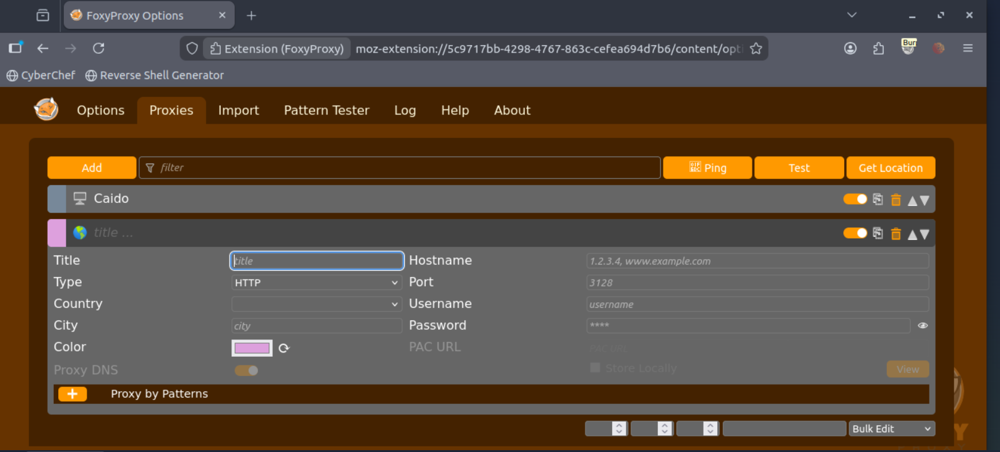 FoxyProxy Options
Extension (FoxyProxy) moz-extension://5c9717bb-4298-4767-863c-cefea694d7b6/content/opti
CyberChef Reverse Shell Generator
Options Proxies Import Pattern Tester Log Help About
Add filter Ping Test Get Location
Caido
title ...
Title title Hostname 1.2.3.4, www.example.com
Type HTTP Port 3128
Country Username username
City city Password ****
Color PAC URL PAC URL
Proxy DNS Store Locally View
Proxy by Patterns
Bulk Edit